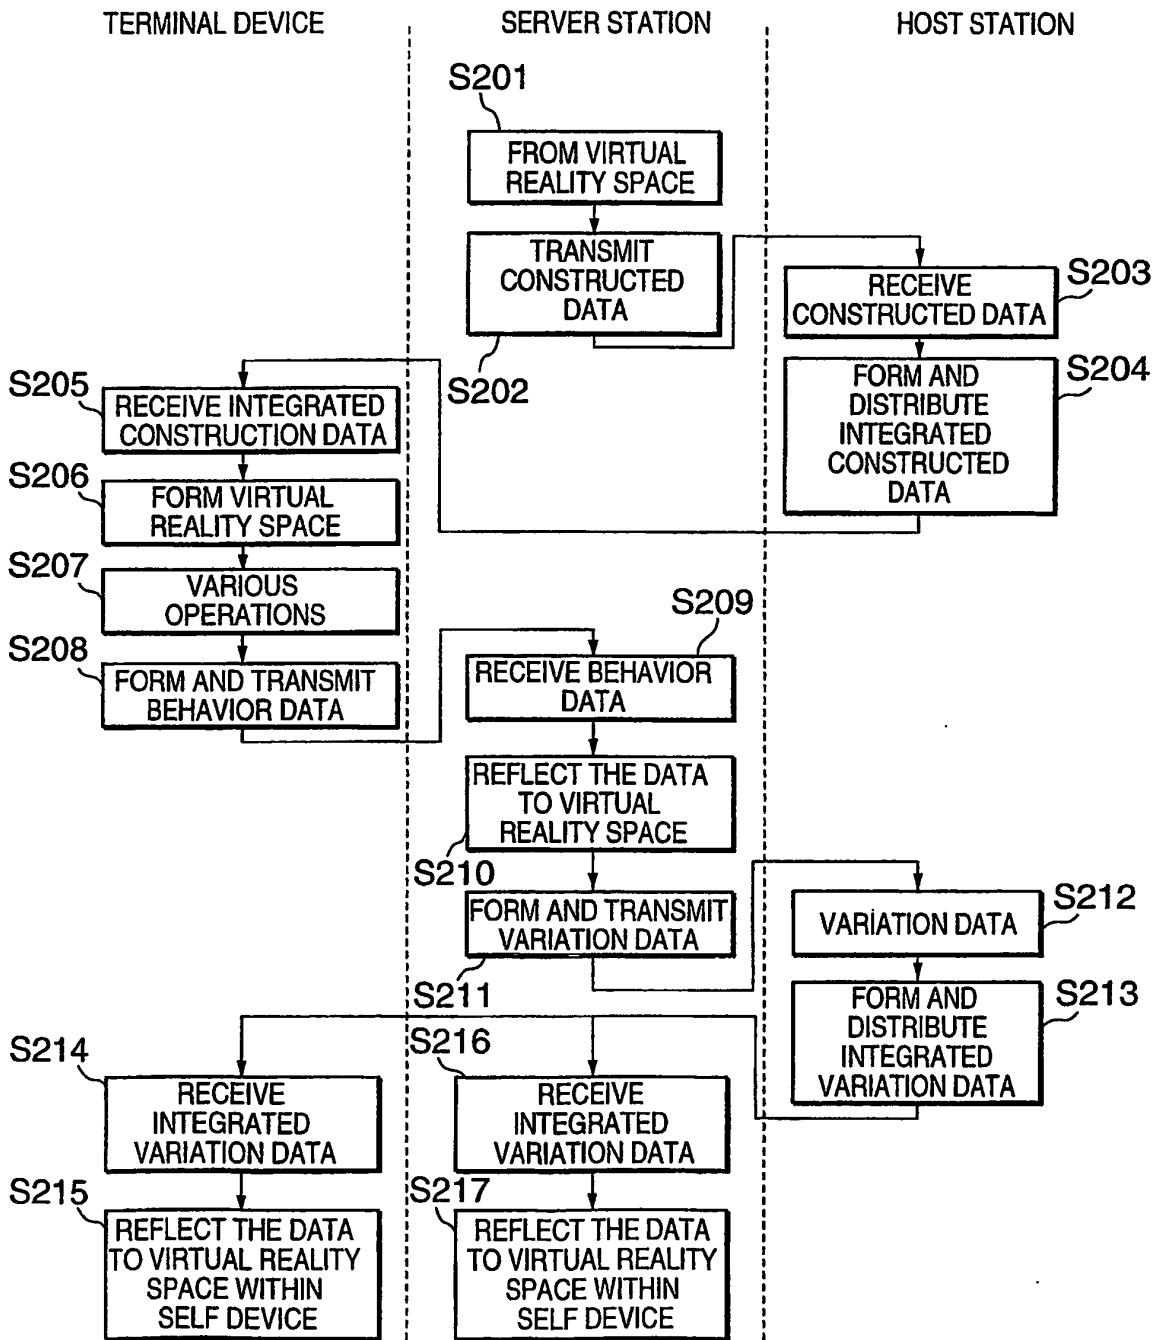 TERMINAL DEVICE
SERVER STATION
HOST STATION
S201
FROM VIRTUAL
REALITY SPACE
TRANSMIT
CONSTRUCTED
DATA
S202
RECEIVE
CONSTRUCTED DATA
S203
FORM AND
DISTRIBUTE
INTEGRATED
CONSTRUCTED
DATA
S204
S205
RECEIVE INTEGRATED
CONSTRUCTION DATA
S206
FORM VIRTUAL
REALITY SPACE
S207
VARIOUS
OPERATIONS
S208
FORM AND TRANSMIT
BEHAVIOR DATA
S209
RECEIVE BEHAVIOR
DATA
REFLECT THE DATA
TO VIRTUAL
REALITY SPACE
S210
FORM AND TRANSMIT
VARIATION DATA
S211
S212
VARIATION DATA
S213
FORM AND
DISTRIBUTE
INTEGRATED
VARIATION DATA
S214
RECEIVE
INTEGRATED
VARIATION DATA
S215
REFLECT THE DATA
TO VIRTUAL REALITY
SPACE WITHIN
SELF DEVICE
S216
RECEIVE
INTEGRATED
VARIATION DATA
S217
REFLECT THE DATA
TO VIRTUAL REALITY
SPACE WITHIN
SELF DEVICE